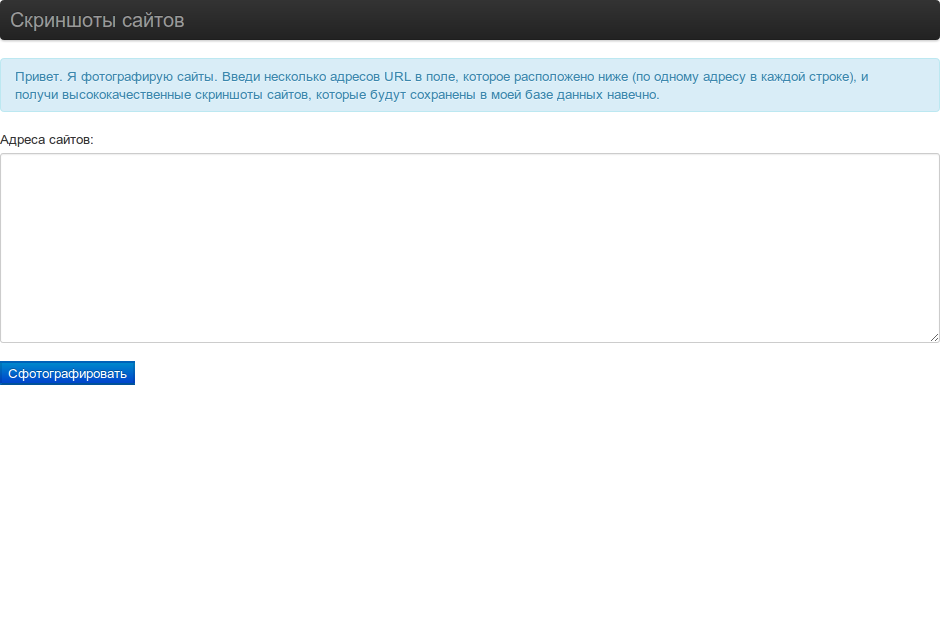 Скриншоты сайтов
Привет. Я фотографирую сайты. Введи несколько адресов URL в поле, которое расположено ниже (по одному адресу в каждой строке), и
получи высококачественные скриншоты сайтов, которые будут сохранены в моей базе данных навечно.
Адреса сайтов:
Сфотографировать